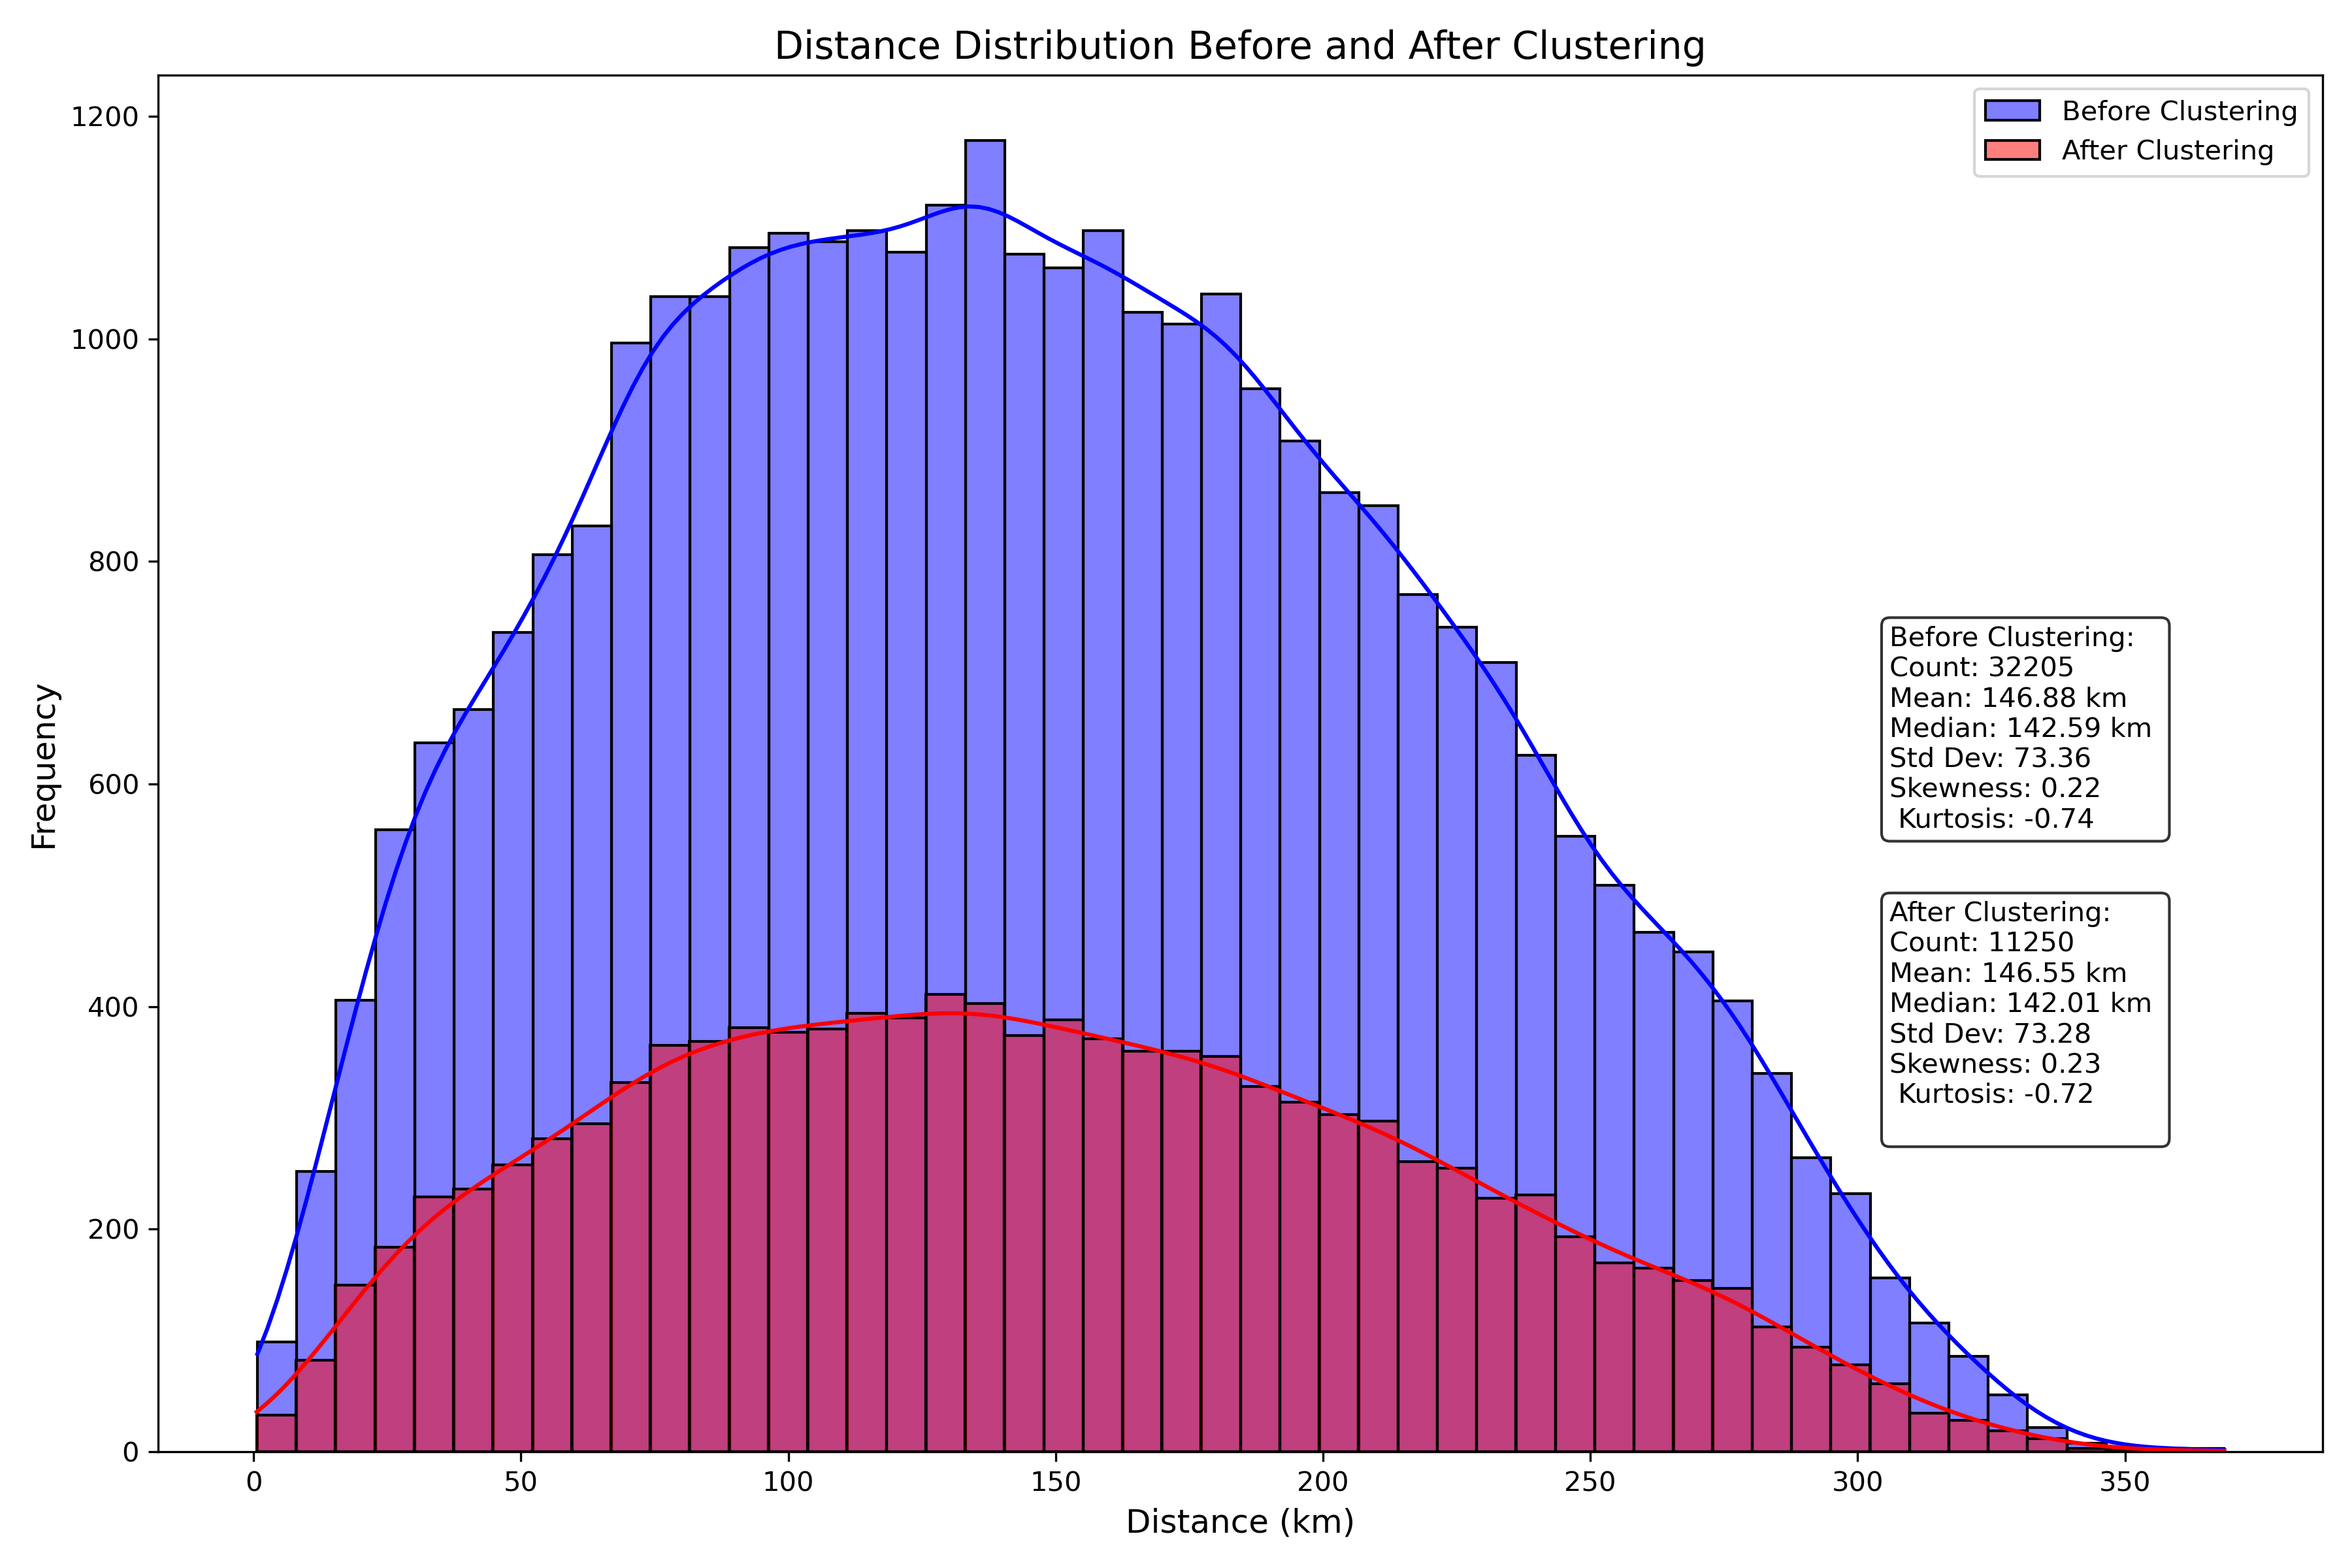 Distance Distribution Before and After Clustering
Before Clustering
After Clustering
1200
1000
800
600
400
200
0
Frequency
Before Clustering:
Count: 32205
Mean: 146.88 km
Median: 142.59 km
Std Dev: 73.36
Skewness: 0.22
Kurtosis: -0.74
After Clustering:
Count: 11250
Mean: 146.55 km
Median: 142.01 km
Std Dev: 73.28
Skewness: 0.23
Kurtosis: -0.72
0 50 100 150 200 250 300 350
Distance (km)